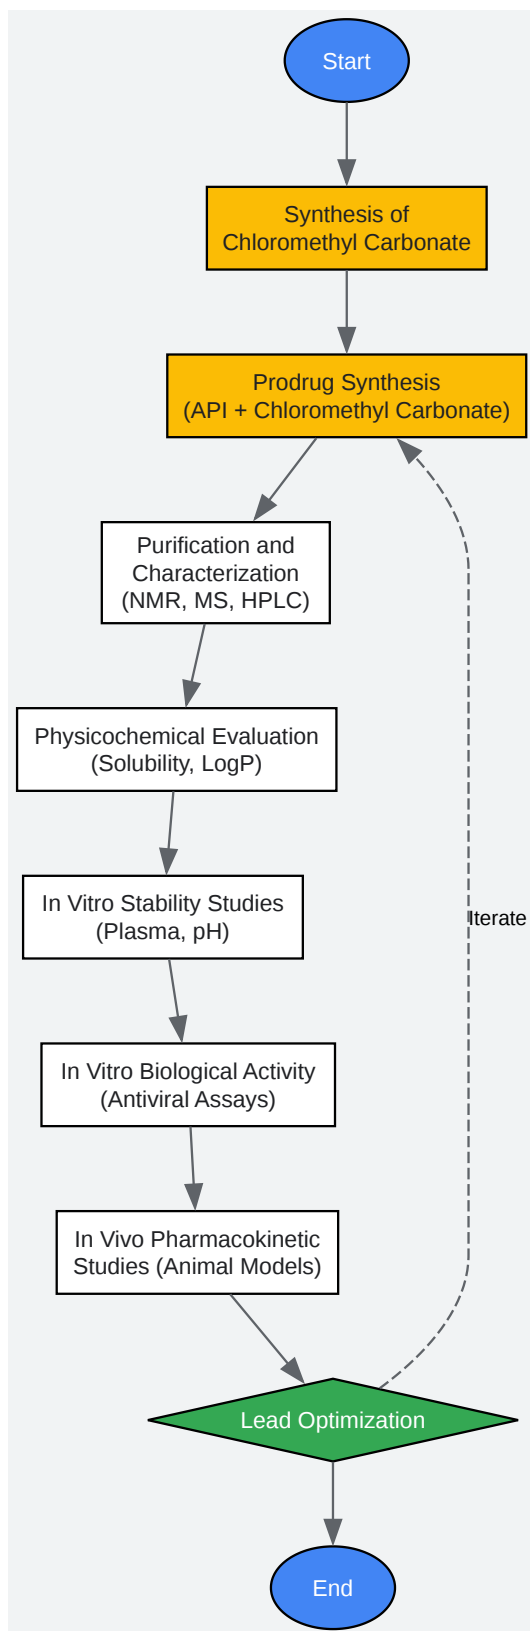 Start
Synthesis of
Chloromethyl Carbonate
Prodrug Synthesis
(API + Chloromethyl Carbonate)
Purification and
Characterization
(NMR, MS, HPLC)
Physicochemical Evaluation
(Solubility, LogP)
In Vitro Stability Studies
(Plasma, pH)
Iterate
In Vitro Biological Activity
(Antiviral Assays)
In Vivo Pharmacokinetic
Studies (Animal Models)
Lead Optimization
End